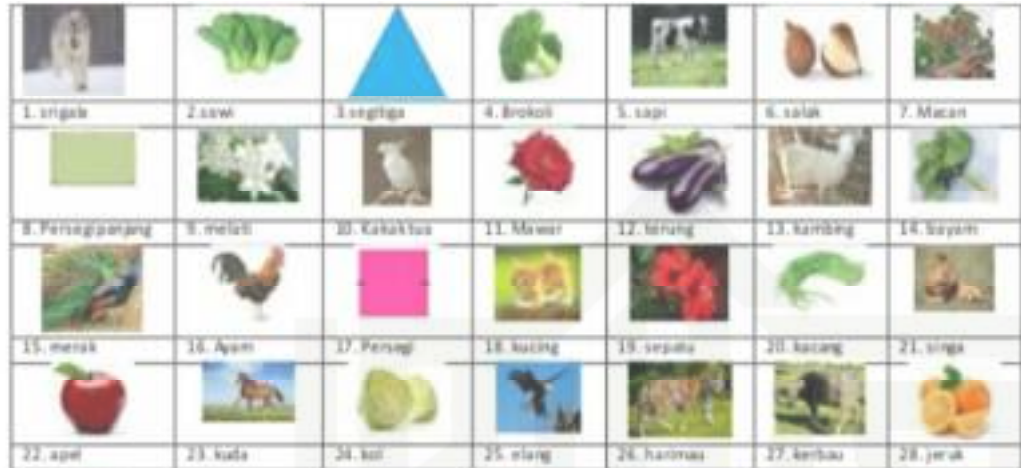 1. srigala
2.sawi
3.segitiga
4. Brokoli
5. sapi
6. salak
7. Macan
8. Persegipanjang
9. melati
10. Kakaktua
11. Mawar
12. terung
13. kambing
14. bayam
15. merak
16. Ayam
17. Persegi
18. kucing
19. sepatu
20. kacang
21. singa
22. apel
23. kuda
24. kol
25. elang
26. harimau
27. kerbau
28. jeruk